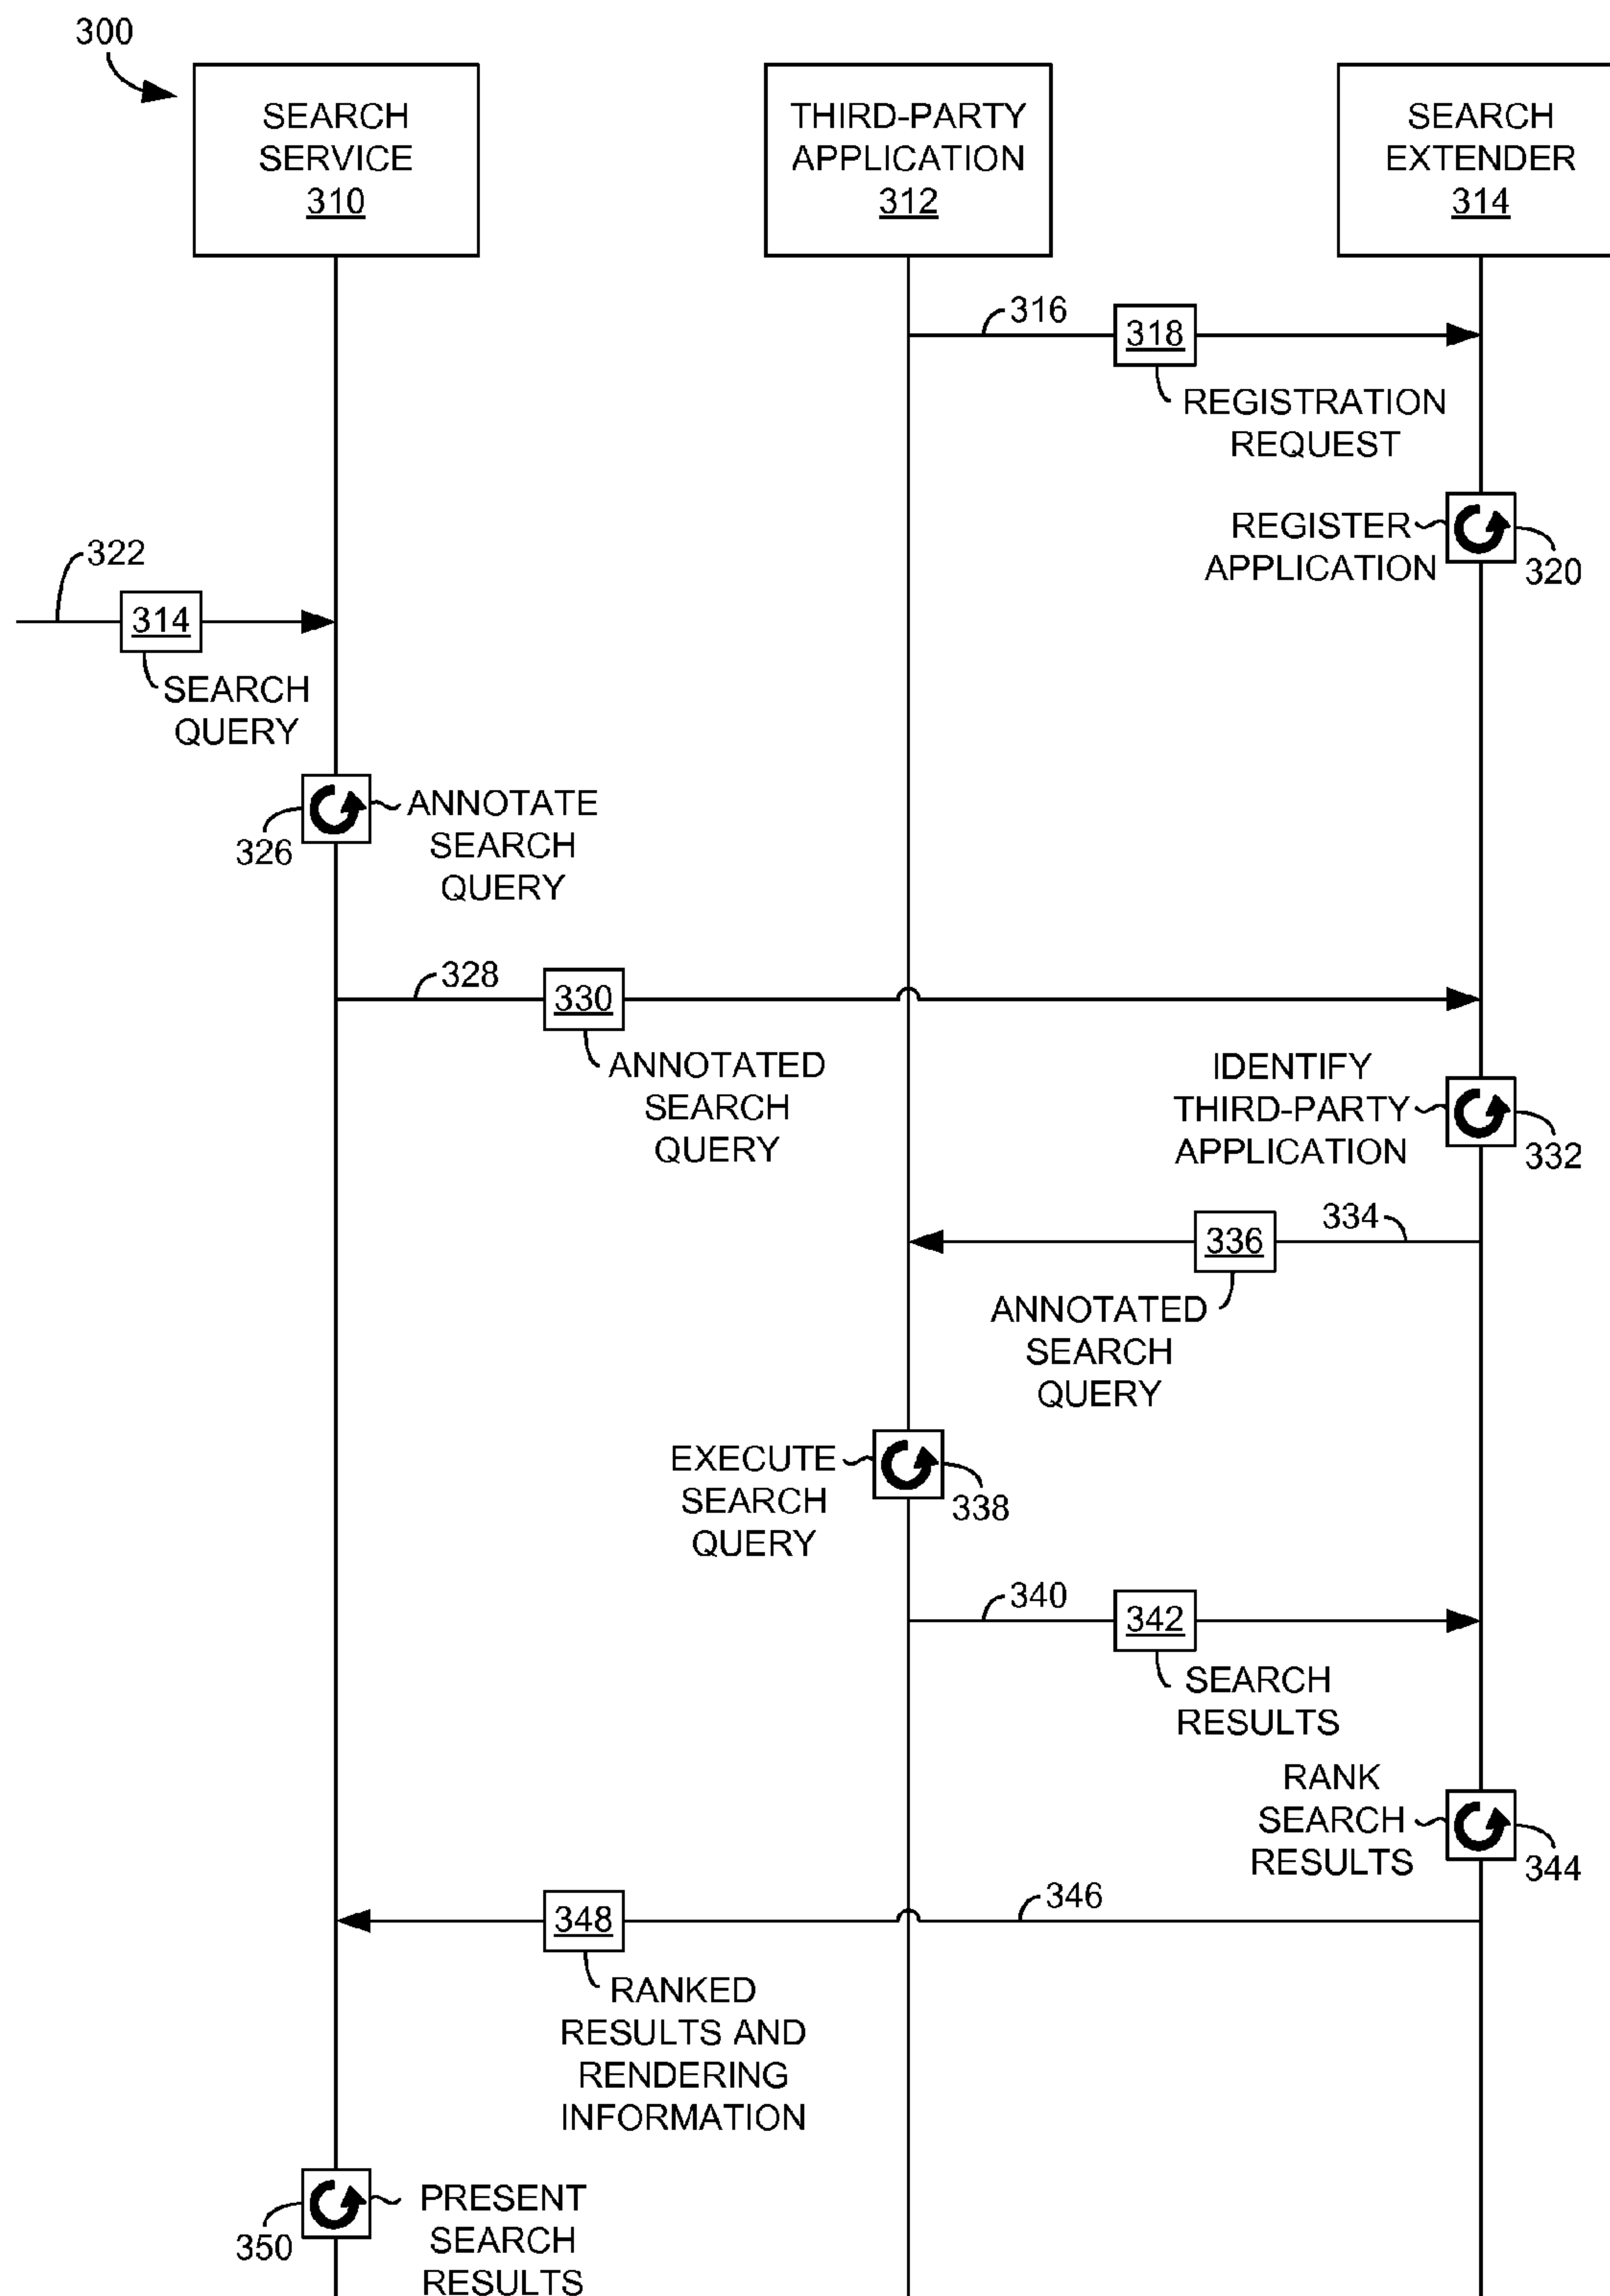 300
SEARCH
SERVICE
310
THIRD-PARTY
APPLICATION
312
SEARCH
EXTENDER
314
316
318
REGISTRATION
REQUEST
REGISTER
APPLICATION
320
322
314
SEARCH
QUERY
326
ANNOTATE
SEARCH
QUERY
328
330
ANNOTATED
SEARCH
QUERY
IDENTIFY
THIRD-PARTY
APPLICATION
332
334
336
ANNOTATED
SEARCH
QUERY
EXECUTE
SEARCH
QUERY
338
340
342
SEARCH
RESULTS
RANK
SEARCH
RESULTS
344
346
348
RANKED
RESULTS AND
RENDERING
INFORMATION
350
PRESENT
SEARCH
RESULTS